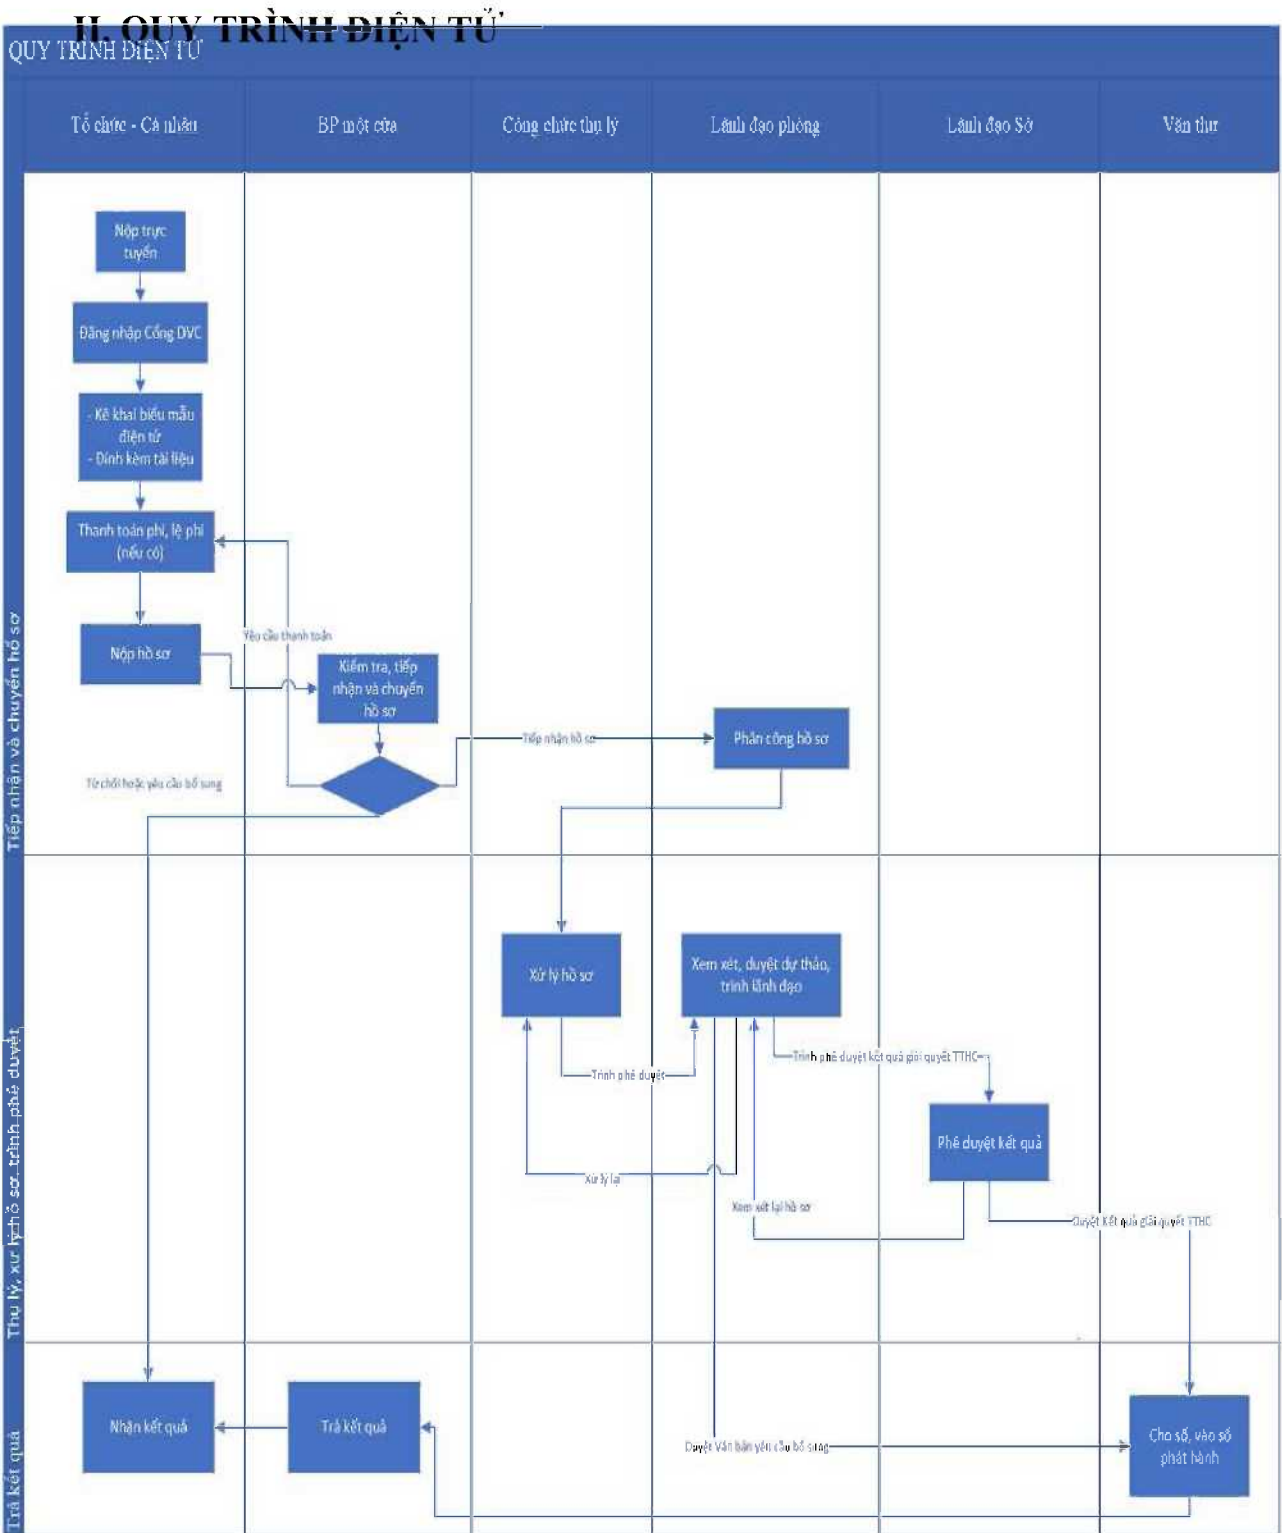 II. QUY TRÌNH ĐIỆN TỬ
QUY TRÌNH ĐIỆN TỬ
Tổ chức - Cá nhân
BP một cửa
Công chức thụ lý
Lãnh đạo phòng
Lãnh đạo Sở
Văn thư
Tiếp nhận và chuyển hồ sơ
Nộp trực
tuyến
Đăng nhập Cổng DVC
- Kê khai biểu mẫu
điện tử
- Đính kèm tài liệu
Thanh toán phí, lệ phí
(nếu có)
Yêu cầu thanh toán
Nộp hồ sơ
Kiểm tra, tiếp
nhận và chuyển
hồ sơ
Tiếp nhận hồ sơ
Phân công hồ sơ
Từ chối hoặc yêu cầu bổ sung
Thụ lý, xử lý hồ sơ, trình phê duyệt
Xử lý hồ sơ
Xem xét, duyệt dự thảo,
trình lãnh đạo
Trình phê duyệt kết quả giải quyết TTHC
Trình phê duyệt
Phê duyệt kết quả
Xử lý lại
Xem xét lại hồ sơ
Duyệt Kết quả giải quyết TTHC
Trả kết quả
Nhận kết quả
Trả kết quả
Duyệt Văn bản yêu cầu bổ sung
Cho số, vào sổ
phát hành